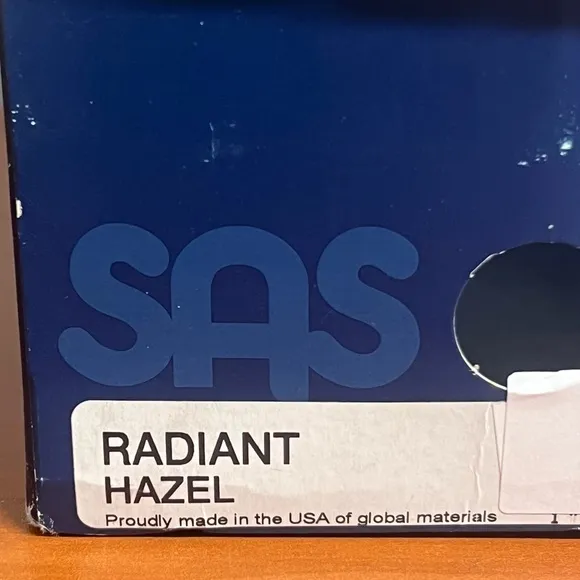 SAS
RADIANT
HAZEL
Proudly made in the USA of global materials